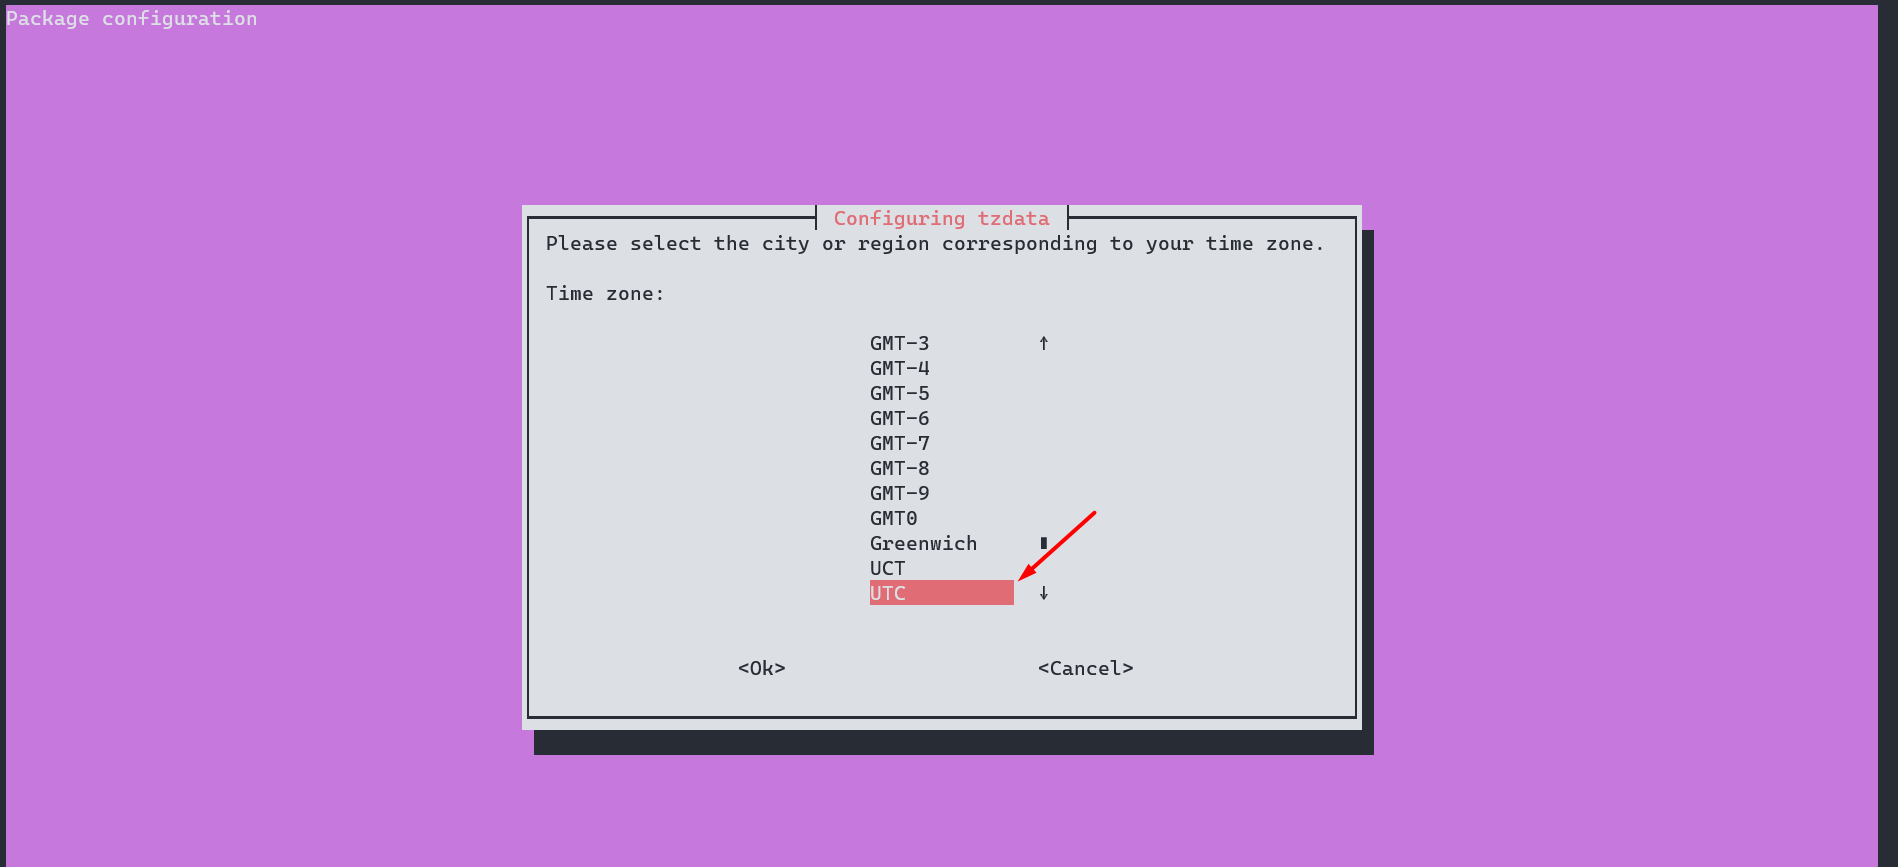 Package configuration
Configuring tzdata
Please select the city or region corresponding to your time zone.
Time zone:
GMT-3 ↑
GMT-4
GMT-5
GMT-6
GMT-7
GMT-8
GMT-9
GMT0
Greenwich
UCT
UTC ↓
<Ok> <Cancel>